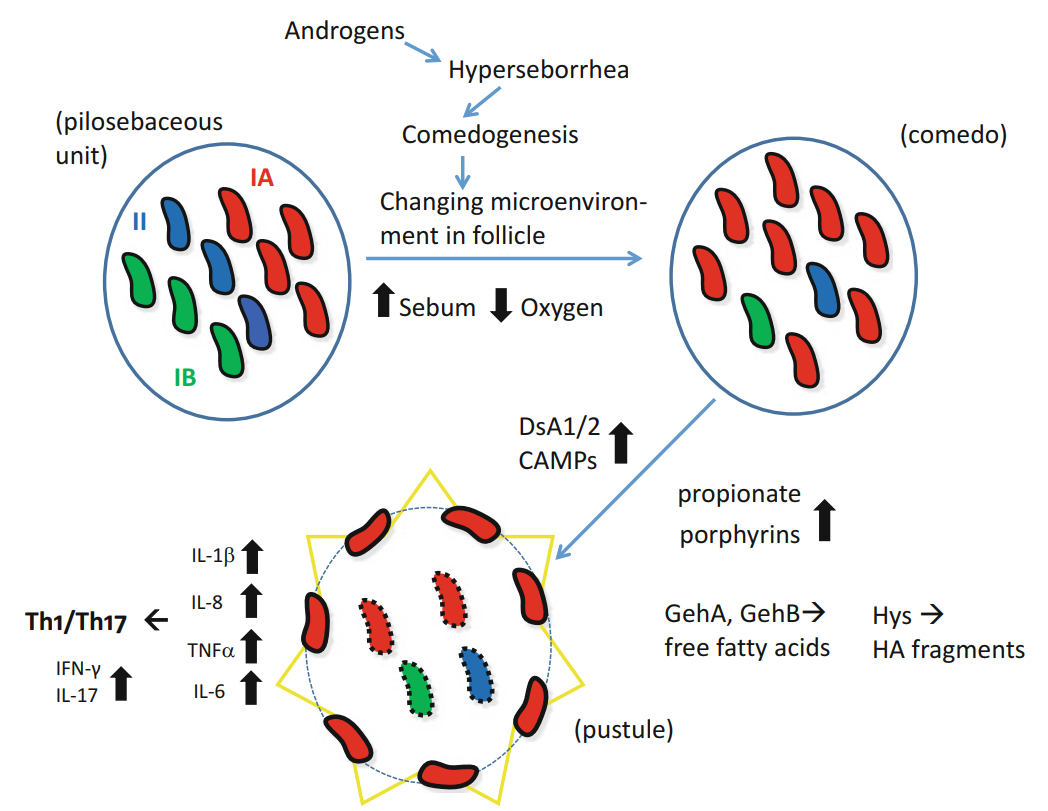 Androgens
Hyperseborrhea
Comedogenesis
Changing microenviron-
ment in follicle
Sebum
Oxygen
(pilosebaceous
unit)
IA
II
IB
(comedo)
DsA1/2
CAMPs
propionate
porphyrins
GehA, GehB→
free fatty acids
Hys →
HA fragments
IL-1β
IL-8
TNFα
IL-6
Th1/Th17 ←
IFN-γ
IL-17
(pustule)